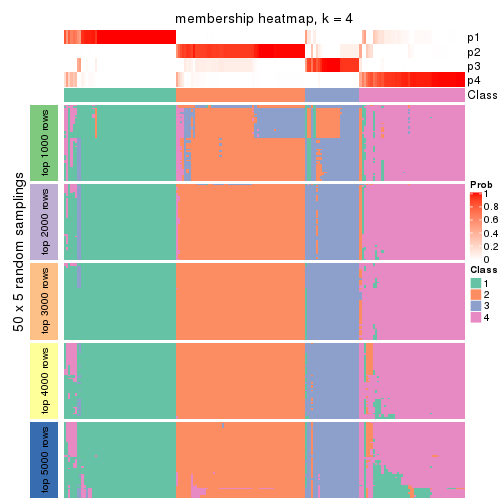 membership heatmap, k = 4
p1
p2
p3
p4
Class
50 x 5 random samplings
top 1000 rows
top 2000 rows
top 3000 rows
top 4000 rows
top 5000 rows
Prob
1
0.8
0.6
0.4
0.2
0
Class
1
2
3
4